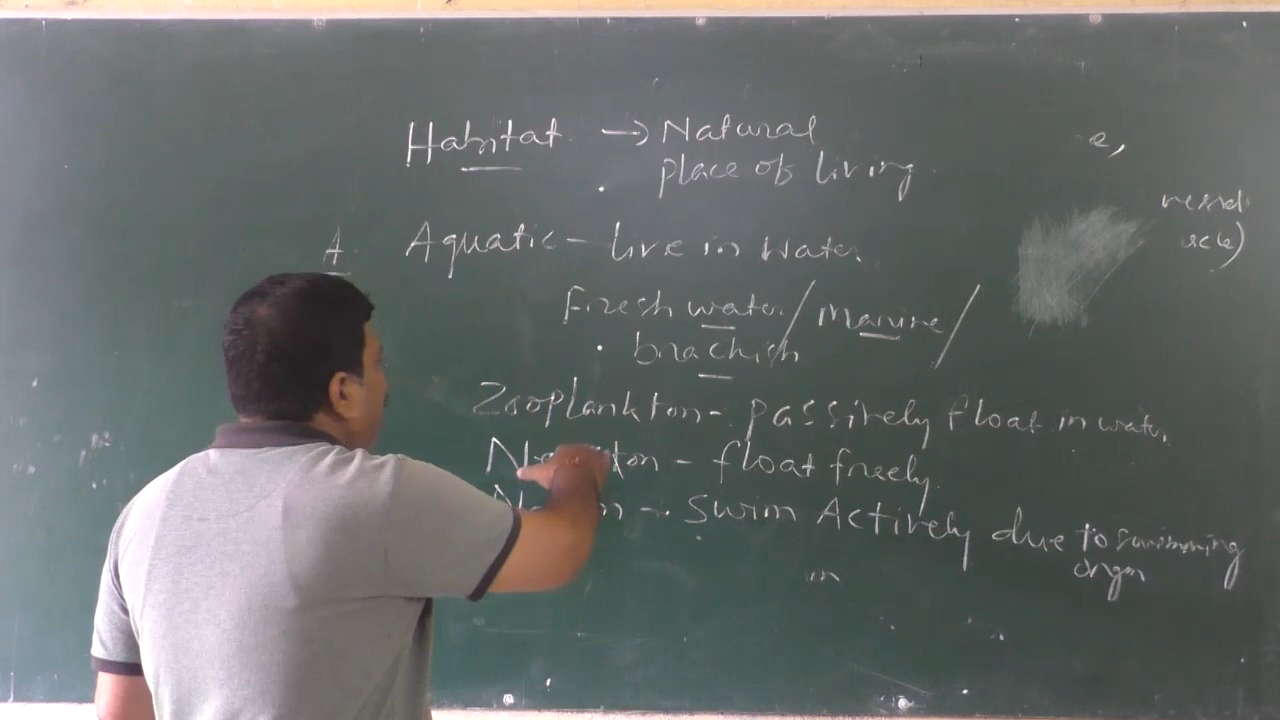 Habitat → Natural
place of living.
A. Aquatic - live in water.
Fresh water / Marine /
brackish
Zooplankton - passively float in water.
- float freely.
- Swim Actively due to swimming
organ
in
e,